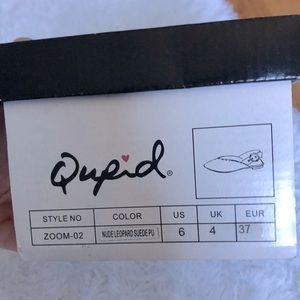 Qupid®
STYLE NO COLOR US UK EUR
ZOOM-02 NUDE LEOPARD SUEDE PU 6 4 37